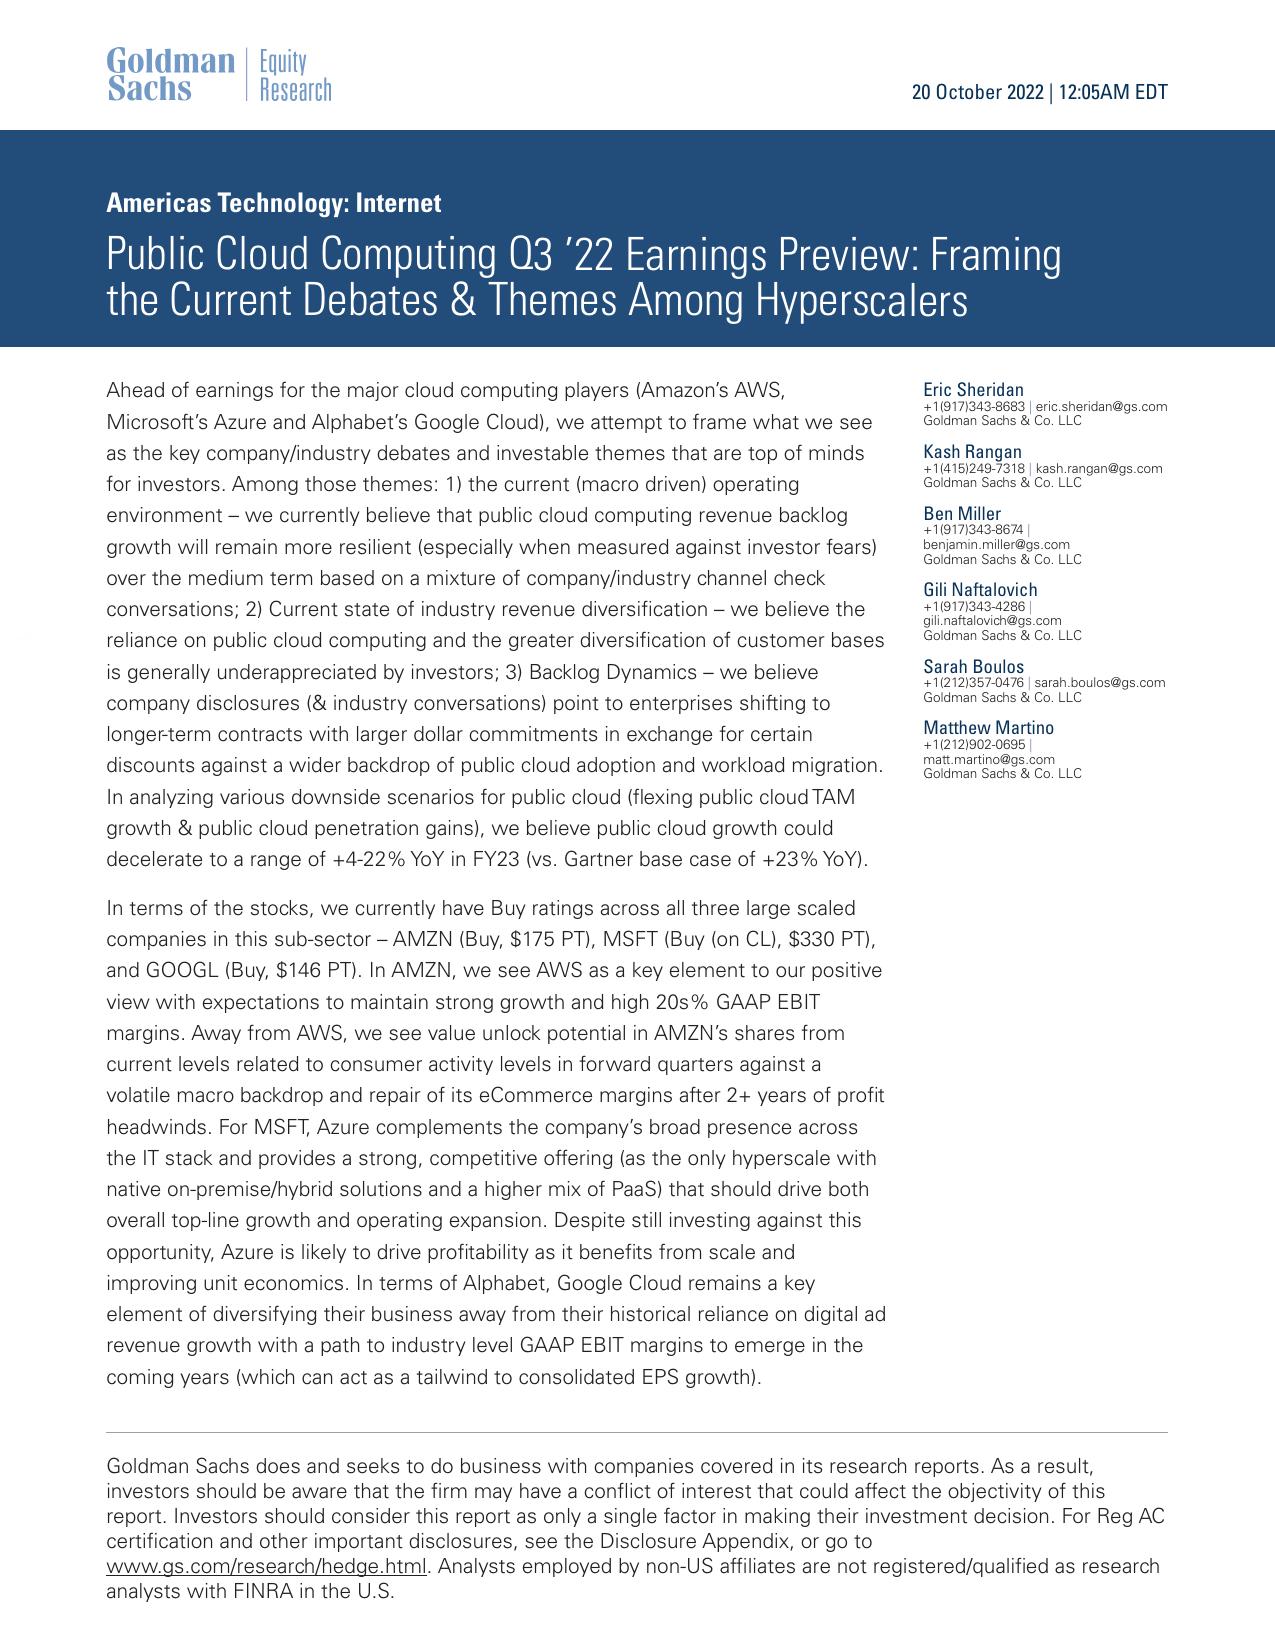 Goldman
Sachs
Equity
Research
20 October 2022 | 12:05AM EDT
Americas Technology: Internet
Public Cloud Computing Q3 ’22 Earnings Preview: Framing
the Current Debates & Themes Among Hyperscalers
Ahead of earnings for the major cloud computing players (Amazon’s AWS,
Microsoft’s Azure and Alphabet’s Google Cloud), we attempt to frame what we see
as the key company/industry debates and investable themes that are top of minds
for investors. Among those themes: 1) the current (macro driven) operating
environment – we currently believe that public cloud computing revenue backlog
growth will remain more resilient (especially when measured against investor fears)
over the medium term based on a mixture of company/industry channel check
conversations; 2) Current state of industry revenue diversification – we believe the
reliance on public cloud computing and the greater diversification of customer bases
is generally underappreciated by investors; 3) Backlog Dynamics – we believe
company disclosures (& industry conversations) point to enterprises shifting to
longer-term contracts with larger dollar commitments in exchange for certain
discounts against a wider backdrop of public cloud adoption and workload migration.
In analyzing various downside scenarios for public cloud (flexing public cloud TAM
growth & public cloud penetration gains), we believe public cloud growth could
decelerate to a range of +4-22% YoY in FY23 (vs. Gartner base case of +23% YoY).
In terms of the stocks, we currently have Buy ratings across all three large scaled
companies in this sub-sector – AMZN (Buy, $175 PT), MSFT (Buy (on CL), $330 PT),
and GOOGL (Buy, $146 PT). In AMZN, we see AWS as a key element to our positive
view with expectations to maintain strong growth and high 20s% GAAP EBIT
margins. Away from AWS, we see value unlock potential in AMZN’s shares from
current levels related to consumer activity levels in forward quarters against a
volatile macro backdrop and repair of its eCommerce margins after 2+ years of profit
headwinds. For MSFT, Azure complements the company’s broad presence across
the IT stack and provides a strong, competitive offering (as the only hyperscale with
native on-premise/hybrid solutions and a higher mix of PaaS) that should drive both
overall top-line growth and operating expansion. Despite still investing against this
opportunity, Azure is likely to drive profitability as it benefits from scale and
improving unit economics. In terms of Alphabet, Google Cloud remains a key
element of diversifying their business away from their historical reliance on digital ad
revenue growth with a path to industry level GAAP EBIT margins to emerge in the
coming years (which can act as a tailwind to consolidated EPS growth).
Eric Sheridan
+1(917)343-8683 | eric.sheridan@gs.com
Goldman Sachs & Co. LLC
Kash Rangan
+1(415)249-7318 | kash.rangan@gs.com
Goldman Sachs & Co. LLC
Ben Miller
+1(917)343-8674 |
benjamin.miller@gs.com
Goldman Sachs & Co. LLC
Gili Naftalovich
+1(917)343-4286 |
gili.naftalovich@gs.com
Goldman Sachs & Co. LLC
Sarah Boulos
+1(212)357-0476 | sarah.boulos@gs.com
Goldman Sachs & Co. LLC
Matthew Martino
+1(212)902-0695 |
matt.martino@gs.com
Goldman Sachs & Co. LLC
Goldman Sachs does and seeks to do business with companies covered in its research reports. As a result,
investors should be aware that the firm may have a conflict of interest that could affect the objectivity of this
report. Investors should consider this report as only a single factor in making their investment decision. For Reg AC
certification and other important disclosures, see the Disclosure Appendix, or go to
www.gs.com/research/hedge.html. Analysts employed by non-US affiliates are not registered/qualified as research
analysts with FINRA in the U.S.